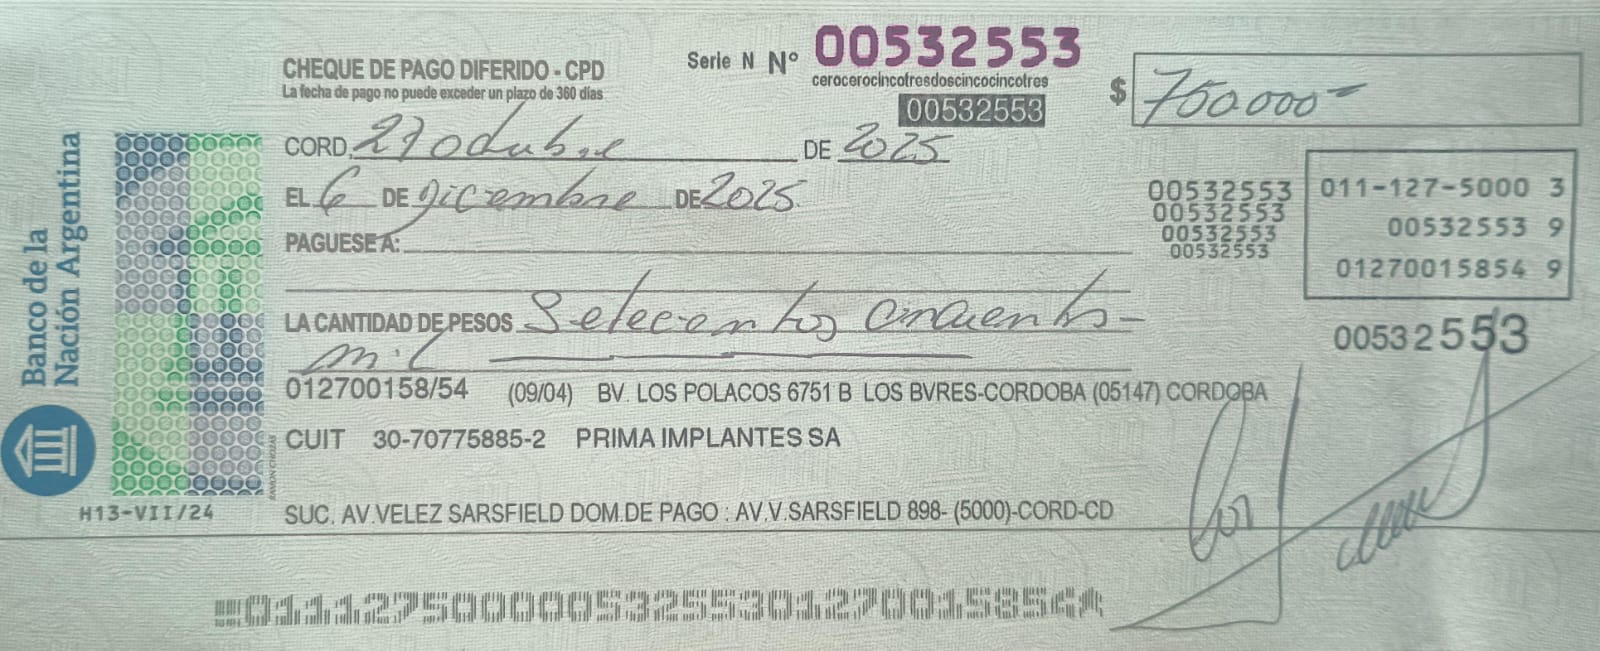 Banco de la
Nación Argentina
H13-VII/24
CHEQUE DE PAGO DIFERIDO - CPD
La fecha de pago no puede exceder un plazo de 360 días
Serie N Nº 00532553
cerocerocincotresdoscincocincotres
00532553
$ 750.000-
CORD, 27 octubre DE 2025
EL 6 DE diciembre DE 2025
PAGUESE A:
00532553
00532553
00532553
00532553
011-127-5000 3
00532553 9
01270015854 9
00532553
LA CANTIDAD DE PESOS Setecientos cincuenta
mil
012700158/54 (09/04) BV. LOS POLACOS 6751 B LOS BVRES-CORDOBA (05147) CORDOBA
CUIT 30-70775885-2 PRIMA IMPLANTES SA
SUC. AV.VELEZ SARSFIELD DOM.DE PAGO : AV.V.SARSFIELD 898- (5000)-CORD-CD